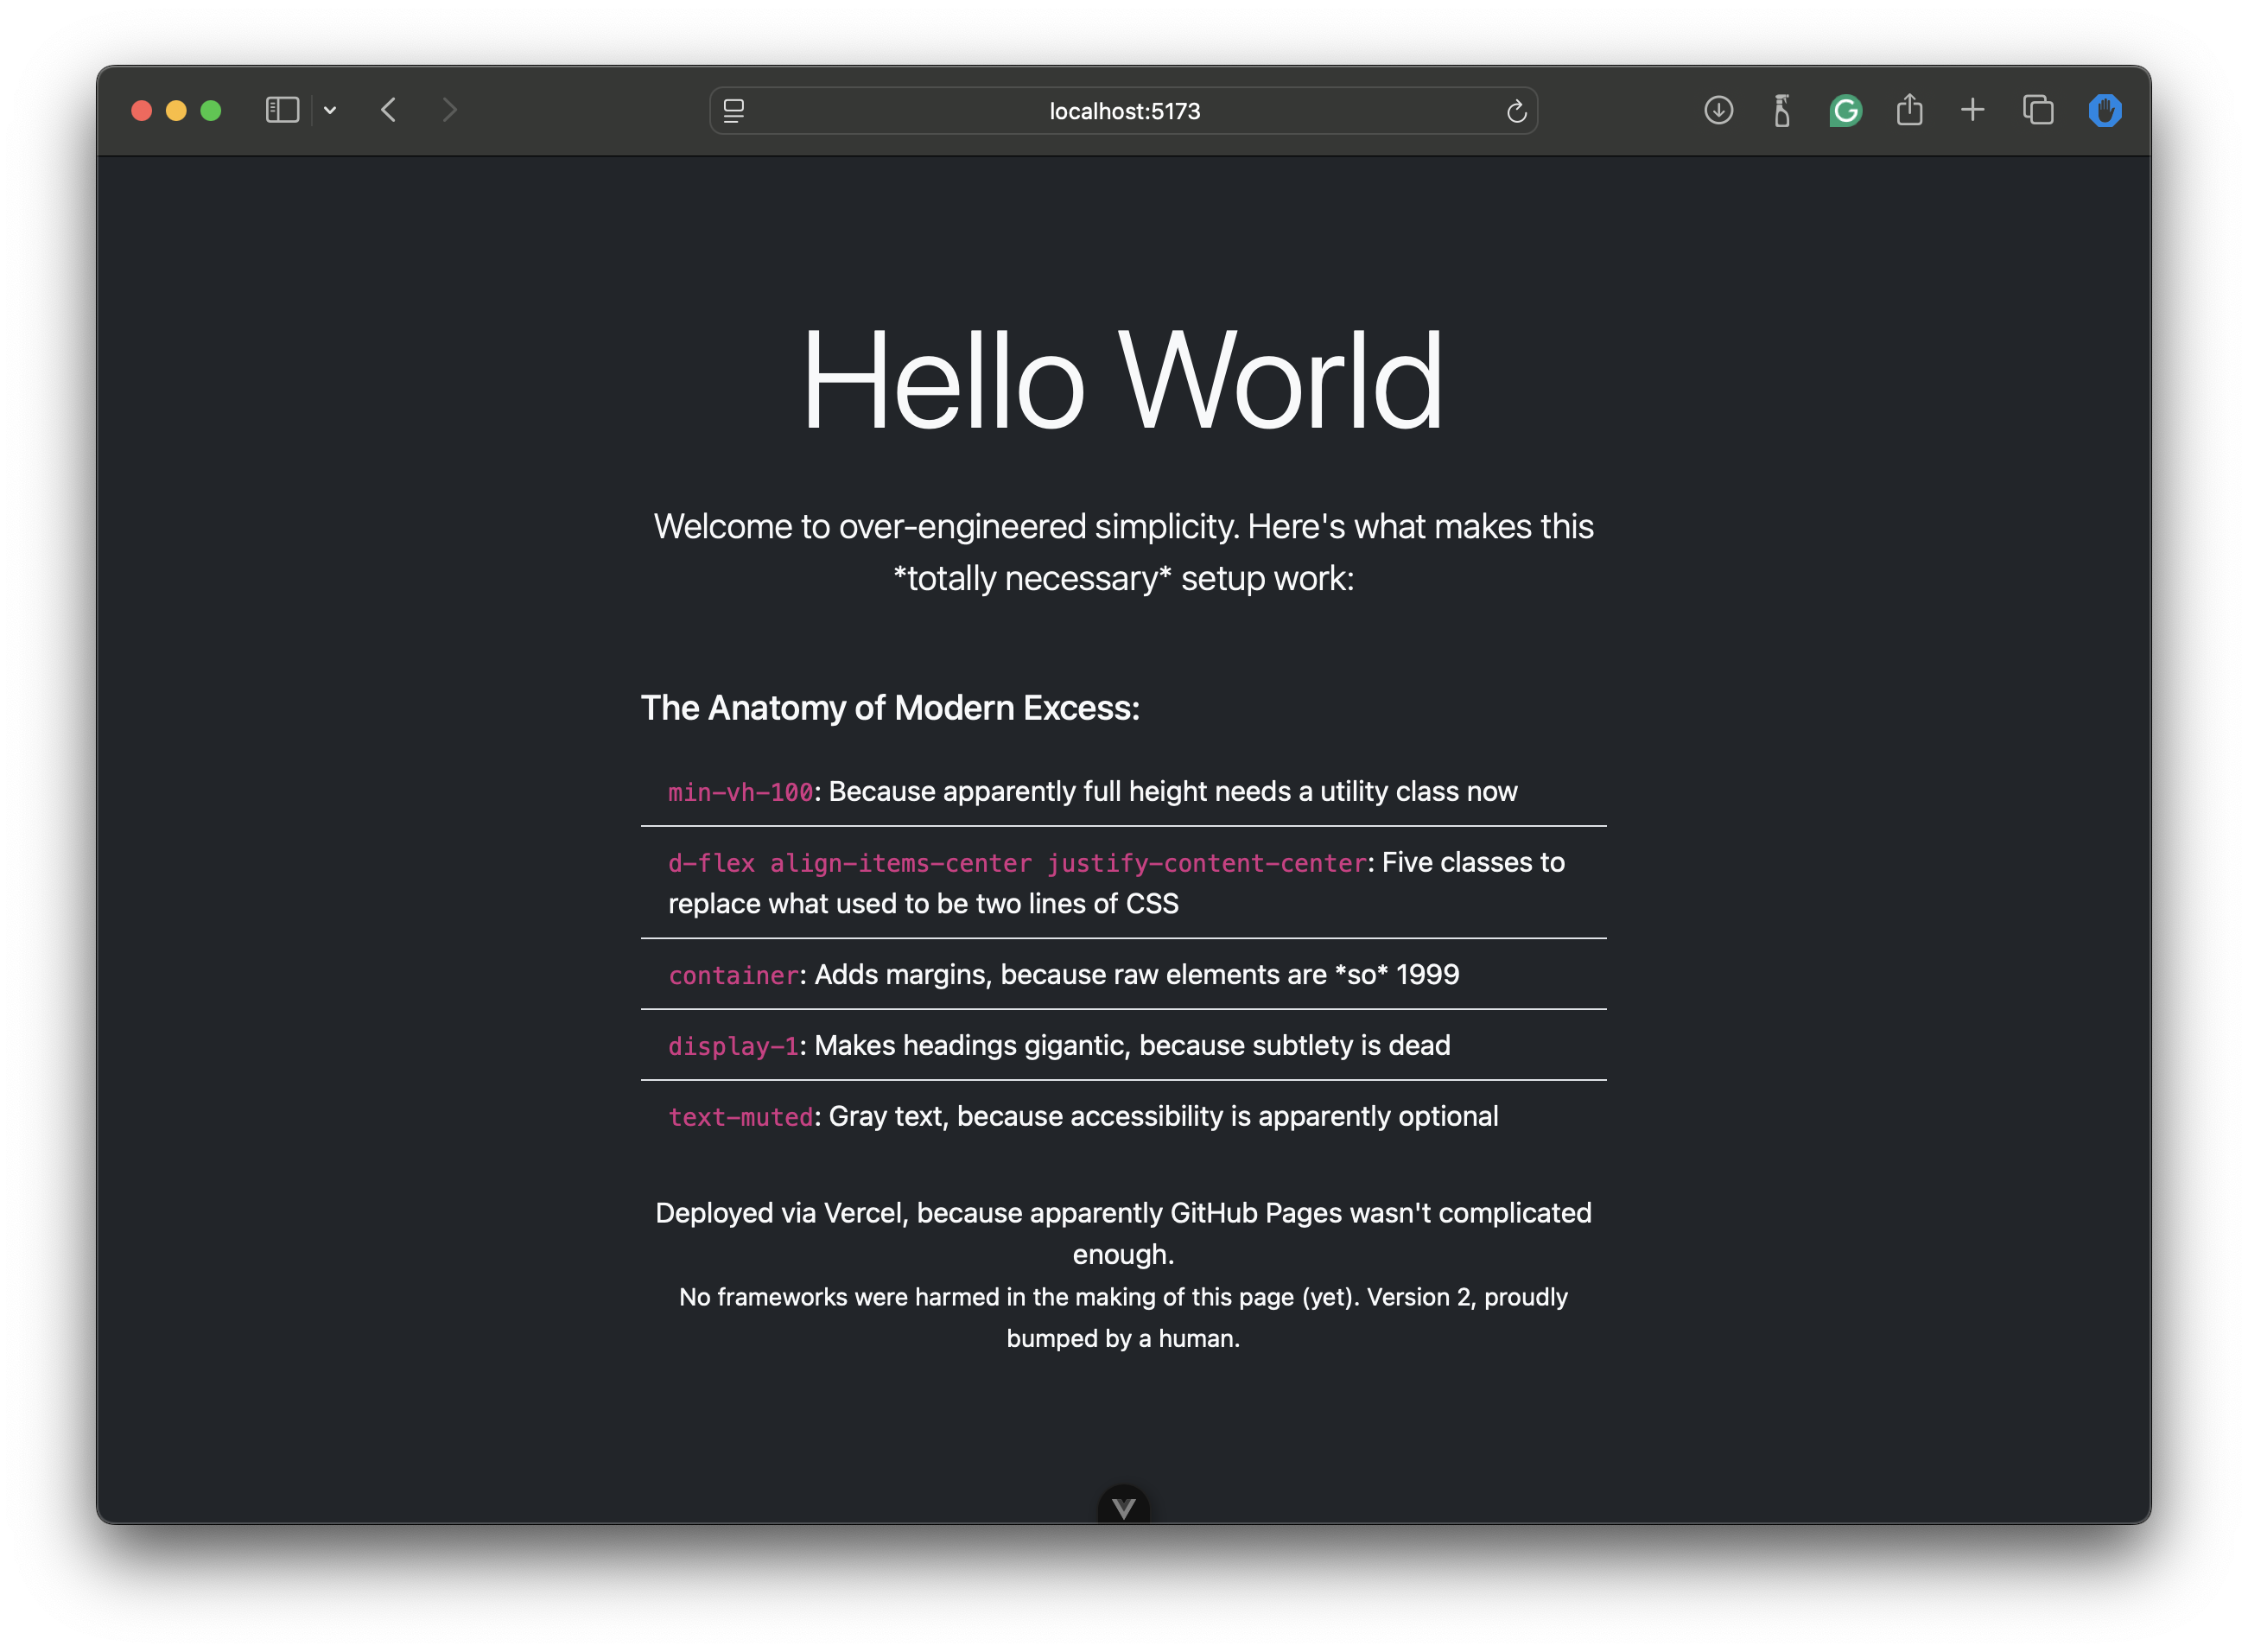 localhost:5173
Hello World
Welcome to over-engineered simplicity. Here's what makes this
*totally necessary* setup work:
The Anatomy of Modern Excess:
min-vh-100: Because apparently full height needs a utility class now
d-flex align-items-center justify-content-center: Five classes to
replace what used to be two lines of CSS
container: Adds margins, because raw elements are *so* 1999
display-1: Makes headings gigantic, because subtlety is dead
text-muted: Gray text, because accessibility is apparently optional
Deployed via Vercel, because apparently GitHub Pages wasn't complicated
enough.
No frameworks were harmed in the making of this page (yet). Version 2, proudly
bumped by a human.